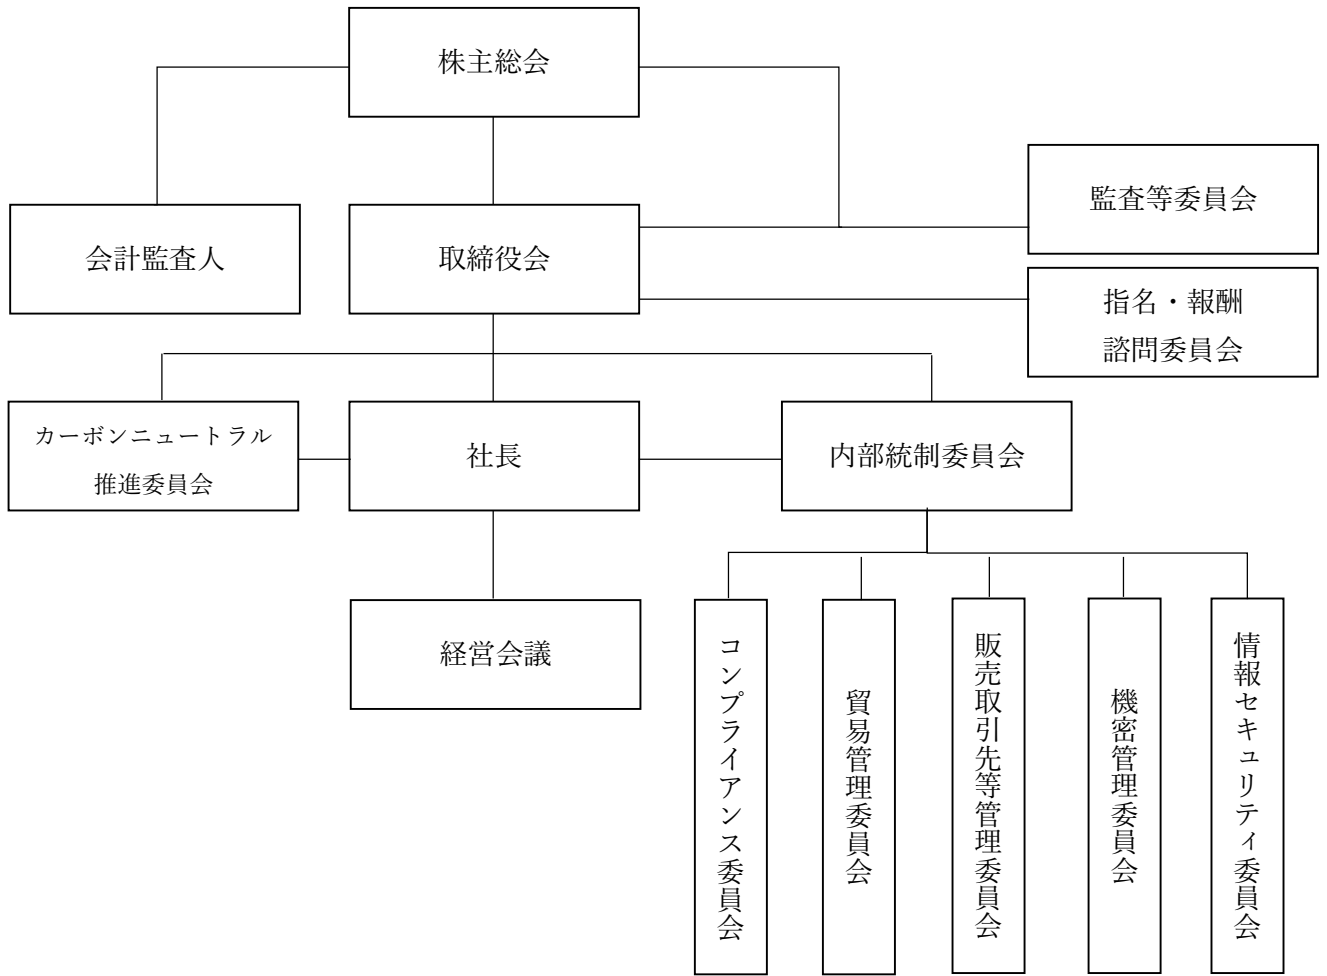 株主総会
監査等委員会
会計監査人
取締役会
指名・報酬
諮問委員会
カーボンニュートラル
推進委員会
社長
内部統制委員会
経営会議
コンプライアンス委員会
貿易管理委員会
販売取引先等管理委員会
機密管理委員会
情報セキュリティ委員会